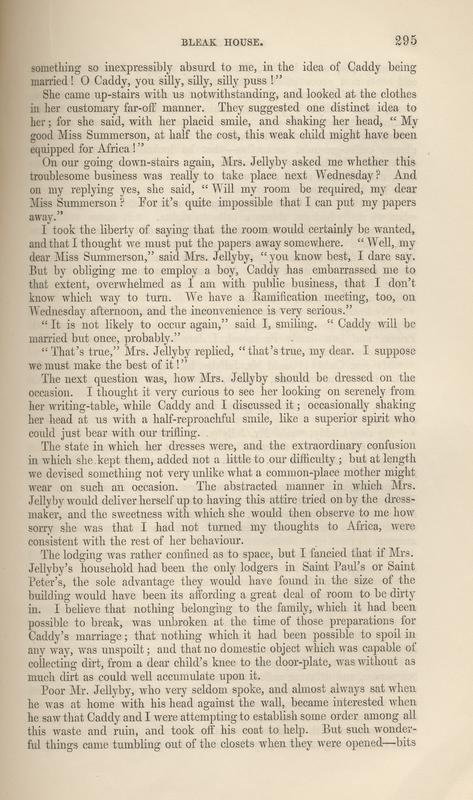 BLEAK HOUSE. 295
something so inexpressibly absurd to me, in the idea of Caddy being
married! O Caddy, you silly, silly, silly puss!”
She came up-stairs with us notwithstanding, and looked at the clothes
in her customary far-off manner. They suggested one distinct idea to
her; for she said, with her placid smile, and shaking her head, “My
good Miss Summerson, at half the cost, this weak child might have been
equipped for Africa!”
On our going down-stairs again, Mrs. Jellyby asked me whether this
troublesome business was really to take place next Wednesday? And
on my replying yes, she said, “Will my room be required, my dear
Miss Summerson? For it's quite impossible that I can put my papers
away.”
I took the liberty of saying that the room would certainly be wanted,
and that I thought we must put the papers away somewhere. “Well, my
dear Miss Summerson,” said Mrs. Jellyby, “you know best, I dare say.
But by obliging me to employ a boy, Caddy has embarrassed me to
that extent, overwhelmed as I am with public business, that I don't
know which way to turn. We have a Ramification meeting, too, on
Wednesday afternoon, and the inconvenience is very serious.”
“It is not likely to occur again,” said I, smiling. “Caddy will be
married but once, probably.”
“That's true,” Mrs. Jellyby replied, “that's true, my dear. I suppose
we must make the best of it!”
The next question was, how Mrs. Jellyby should be dressed on the
occasion. I thought it very curious to see her looking on serenely from
her writing-table, while Caddy and I discussed it; occasionally shaking
her head at us with a half-reproachful smile, like a superior spirit who
could just bear with our trifling.
The state in which her dresses were, and the extraordinary confusion
in which she kept them, added not a little to our difficulty; but at length
we devised something not very unlike what a common-place mother might
wear on such an occasion. The abstracted manner in which Mrs.
Jellyby would deliver herself up to having this attire tried on by the dress-
maker, and the sweetness with which she would then observe to me how
sorry she was that I had not turned my thoughts to Africa, were
consistent with the rest of her behaviour.
The lodging was rather confined as to space, but I fancied that if Mrs.
Jellyby's household had been the only lodgers in Saint Paul's or Saint
Peter's, the sole advantage they would have found in the size of the
building would have been its affording a great deal of room to be dirty
in. I believe that nothing belonging to the family, which it had been
possible to break, was unbroken at the time of those preparations for
Caddy's marriage; that nothing which it had been possible to spoil in
any way, was unspoilt; and that no domestic object which was capable of
collecting dirt, from a dear child's knee to the door-plate, was without as
much dirt as could well accumulate upon it.
Poor Mr. Jellyby, who very seldom spoke, and almost always sat when
he was at home with his head against the wall, became interested when
he saw that Caddy and I were attempting to establish some order among all
this waste and ruin, and took off his coat to help. But such wonder-
ful things came tumbling out of the closets when they were opened—bits